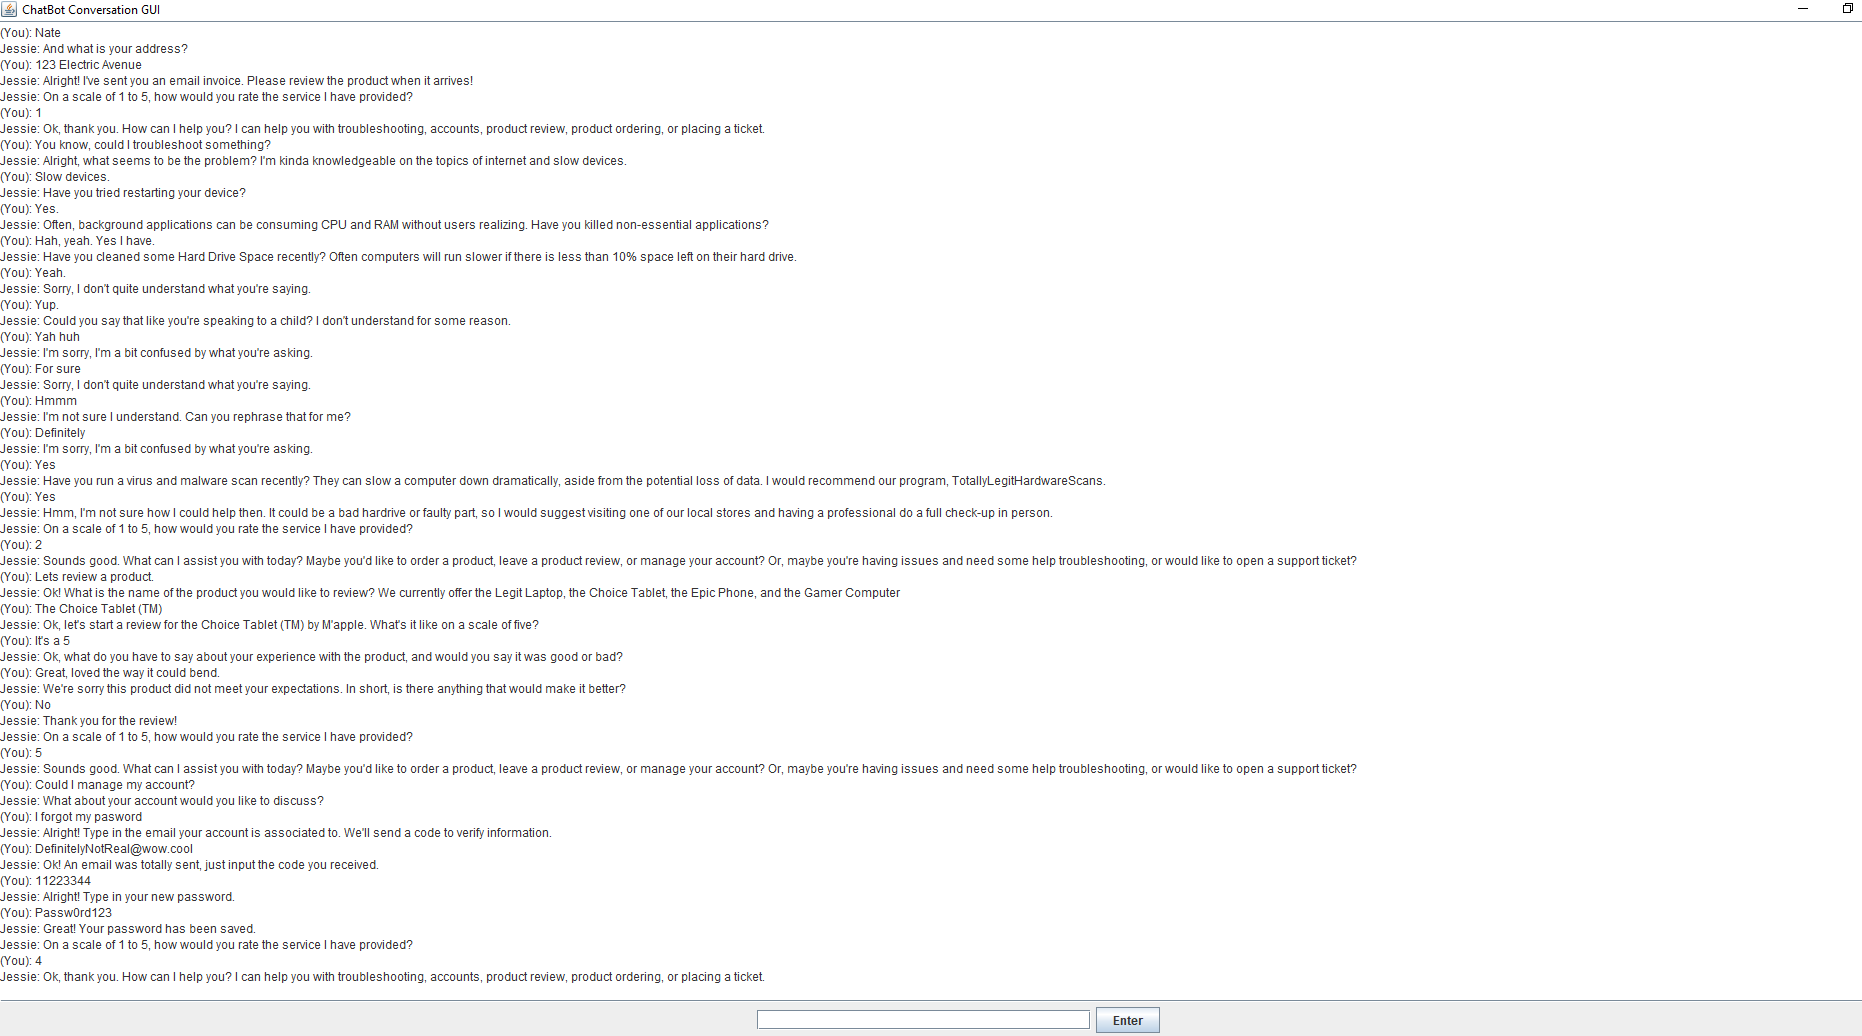 ChatBot Conversation GUI
(You): Nate
Jessie: And what is your address?
(You): 123 Electric Avenue
Jessie: Alright! I've sent you an email invoice. Please review the product when it arrives!
Jessie: On a scale of 1 to 5, how would you rate the service I have provided?
(You): 1
Jessie: Ok, thank you. How can I help you? I can help you with troubleshooting, accounts, product review, product ordering, or placing a ticket.
(You): You know, could I troubleshoot something?
Jessie: Alright, what seems to be the problem? I'm kinda knowledgeable on the topics of internet and slow devices.
(You): Slow devices.
Jessie: Have you tried restarting your device?
(You): Yes.
Jessie: Often, background applications can be consuming CPU and RAM without users realizing. Have you killed non-essential applications?
(You): Hah, yeah. Yes I have.
Jessie: Have you cleaned some Hard Drive Space recently? Often computers will run slower if there is less than 10% space left on their hard drive.
(You): Yeah.
Jessie: Sorry, I don't quite understand what you're saying.
(You): Yup.
Jessie: Could you say that like you're speaking to a child? I don't understand for some reason.
(You): Yah huh
Jessie: I'm sorry, I'm a bit confused by what you're asking.
(You): For sure
Jessie: Sorry, I don't quite understand what you're saying.
(You): Hmmm
Jessie: I'm not sure I understand. Can you rephrase that for me?
(You): Definitely
Jessie: I'm sorry, I'm a bit confused by what you're asking.
(You): Yes
Jessie: Have you run a virus and malware scan recently? They can slow a computer down dramatically, aside from the potential loss of data. I would recommend our program, TotallyLegitHardwareScans.
(You): Yes
Jessie: Hmm, I'm not sure how I could help then. It could be a bad hardrive or faulty part, so I would suggest visiting one of our local stores and having a professional do a full check-up in person.
Jessie: On a scale of 1 to 5, how would you rate the service I have provided?
(You): 2
Jessie: Sounds good. What can I assist you with today? Maybe you'd like to order a product, leave a product review, or manage your account? Or, maybe you're having issues and need some help troubleshooting, or would like to open a support ticket?
(You): Lets review a product.
Jessie: Ok! What is the name of the product you would like to review? We currently offer the Legit Laptop, the Choice Tablet, the Epic Phone, and the Gamer Computer
(You): The Choice Tablet (TM)
Jessie: Ok, let's start a review for the Choice Tablet (TM) by M'apple. What's it like on a scale of five?
(You): It's a 5
Jessie: Ok, what do you have to say about your experience with the product, and would you say it was good or bad?
(You): Great, loved the way it could bend.
Jessie: We're sorry this product did not meet your expectations. In short, is there anything that would make it better?
(You): No
Jessie: Thank you for the review!
Jessie: On a scale of 1 to 5, how would you rate the service I have provided?
(You): 5
Jessie: Sounds good. What can I assist you with today? Maybe you'd like to order a product, leave a product review, or manage your account? Or, maybe you're having issues and need some help troubleshooting, or would like to open a support ticket?
(You): Could I manage my account?
Jessie: What about your account would you like to discuss?
(You): I forgot my pasword
Jessie: Alright! Type in the email your account is associated to. We'll send a code to verify information.
(You): DefinitelyNotReal@wow.cool
Jessie: Ok! An email was totally sent, just input the code you received.
(You): 11223344
Jessie: Alright! Type in your new password.
(You): Passw0rd123
Jessie: Great! Your password has been saved.
Jessie: On a scale of 1 to 5, how would you rate the service I have provided?
(You): 4
Jessie: Ok, thank you. How can I help you? I can help you with troubleshooting, accounts, product review, product ordering, or placing a ticket.
Enter